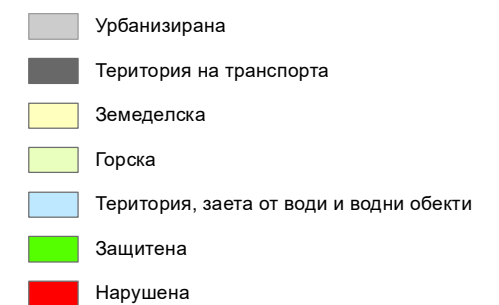 Урбанизирана
Територия на транспорта
Земеделска
Горска
Територия, заета от води и водни обекти
Защитена
Нарушена